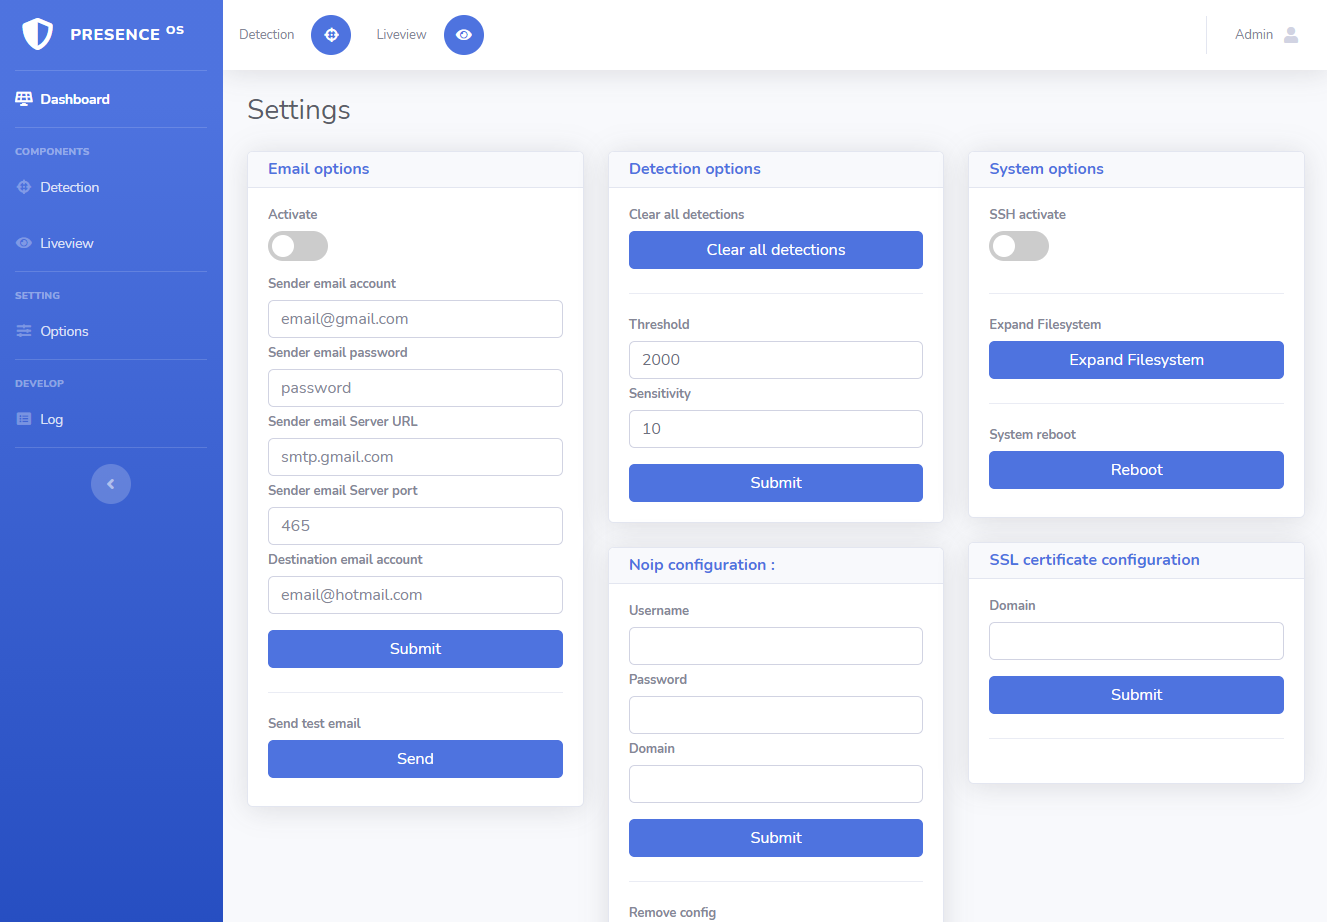 PRESENCE OS
Dashboard
COMPONENTS
Detection
Liveview
SETTING
Options
DEVELOP
Log
Detection
Liveview
Admin
Settings
Email options
Activate
Sender email account
email@gmail.com
Sender email password
password
Sender email Server URL
smtp.gmail.com
Sender email Server port
465
Destination email account
email@hotmail.com
Submit
Send test email
Send
Detection options
Clear all detections
Clear all detections
Threshold
2000
Sensitivity
10
Submit
Noip configuration :
Username
Password
Domain
Submit
Remove config
System options
SSH activate
Expand Filesystem
Expand Filesystem
System reboot
Reboot
SSL certificate configuration
Domain
Submit